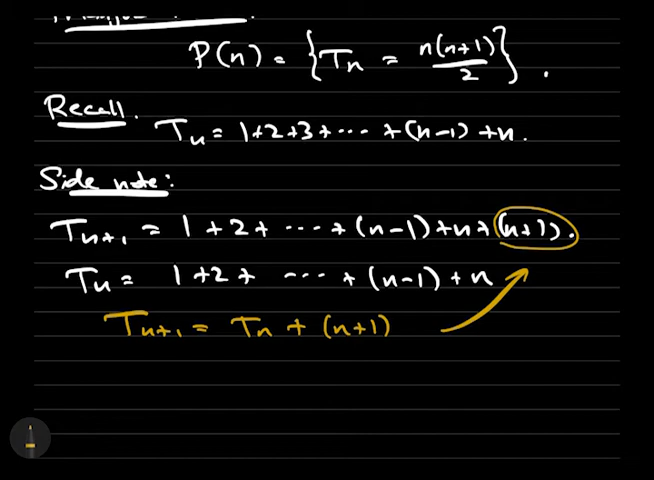 P(n) = {Tn = n(n+1)/2}.
Recall.
Tn = 1+2+3+ ··· +(n-1)+n.
Side note:
Tn+1 = 1+2+ ··· +(n-1)+n+(n+1).
Tn = 1+2+ ··· +(n-1)+n
Tn+1 = Tn + (n+1)